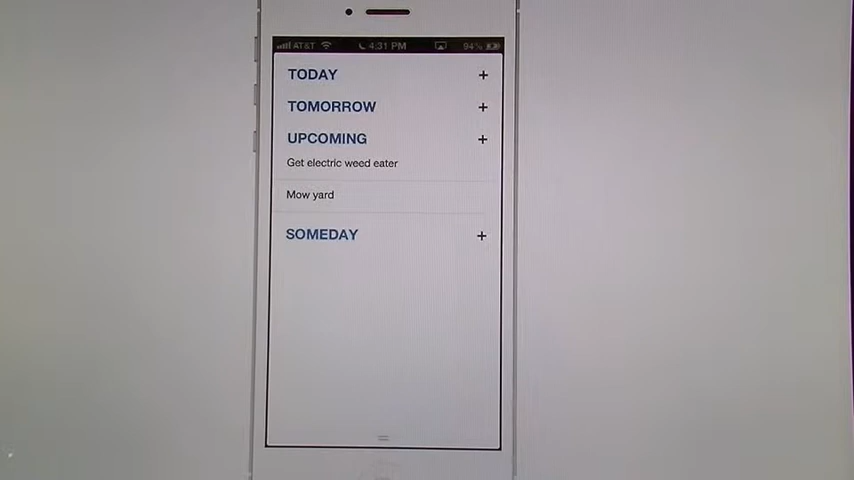 AT&T 4:31 PM 94%
TODAY +
TOMORROW +
UPCOMING +
Get electric weed eater
Mow yard
SOMEDAY +